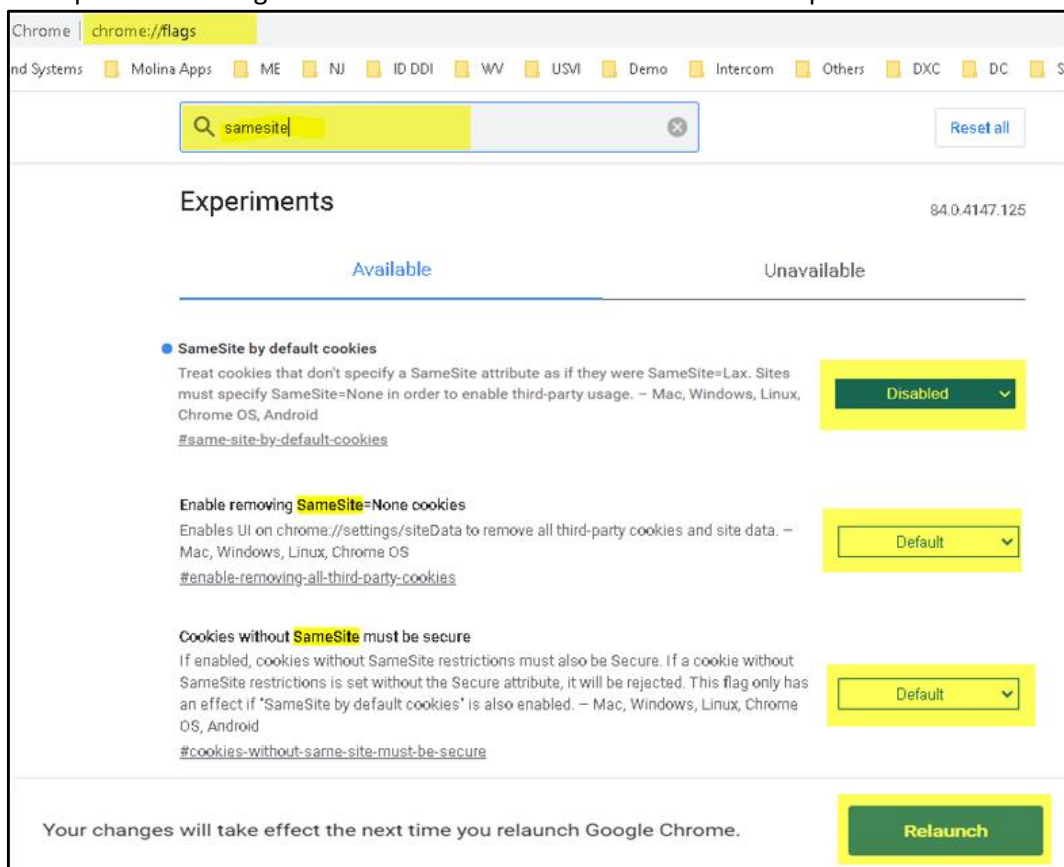 Chrome | chrome://flags
nd Systems Molina Apps ME NJ ID DDI WV USVI Demo Intercom Others DXC DC S
samesite
Reset all
Experiments
84.0.4147.125
Available Unavailable
SameSite by default cookies
Treat cookies that don't specify a SameSite attribute as if they were SameSite=Lax. Sites
must specify SameSite=None in order to enable third-party usage. – Mac, Windows, Linux,
Chrome OS, Android
#same-site-by-default-cookies
Disabled
Enable removing SameSite=None cookies
Enables UI on chrome://settings/siteData to remove all third-party cookies and site data. –
Mac, Windows, Linux, Chrome OS
#enable-removing-all-third-party-cookies
Default
Cookies without SameSite must be secure
If enabled, cookies without SameSite restrictions must also be Secure. If a cookie without
SameSite restrictions is set without the Secure attribute, it will be rejected. This flag only has
an effect if "SameSite by default cookies" is also enabled. – Mac, Windows, Linux, Chrome
OS, Android
#cookies-without-same-site-must-be-secure
Default
Your changes will take effect the next time you relaunch Google Chrome.
Relaunch